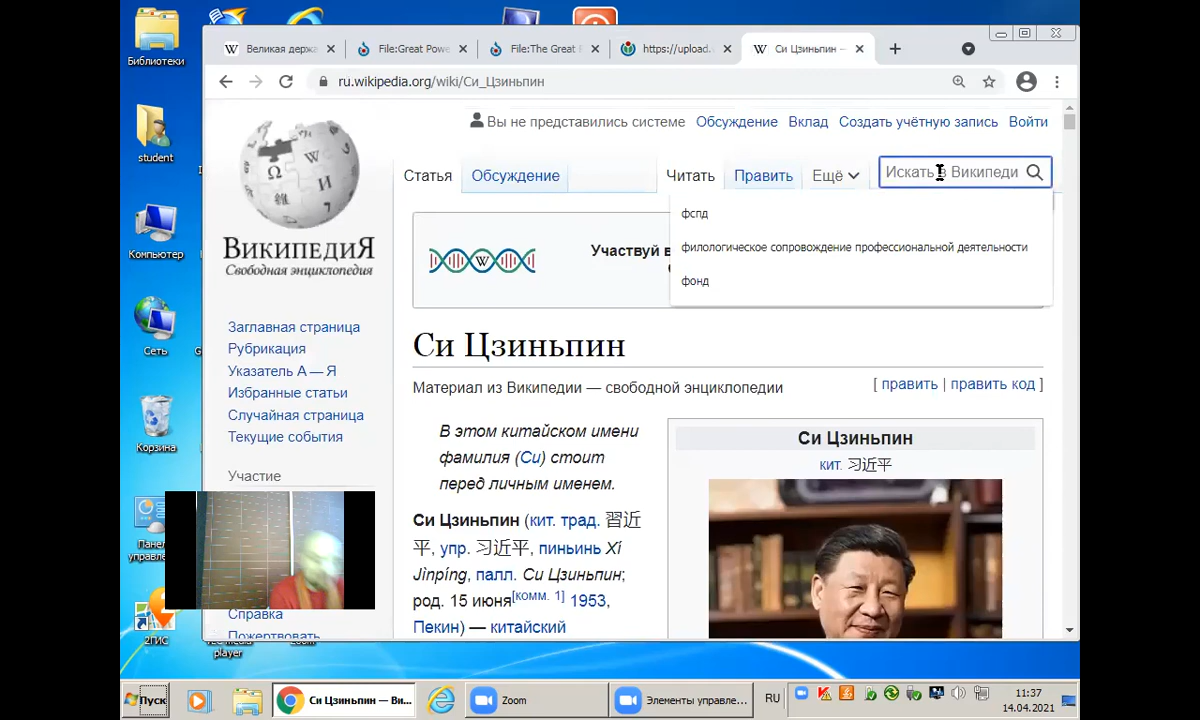 Библиотеки
student
Компьютер
Сеть
Корзина
2ГИС
player
Великая держа
File:Great Powe
File:The Great
https://upload.
Си Цзиньпин —
ru.wikipedia.org/wiki/Си_Цзиньпин
Вы не представились системе Обсуждение Вклад Создать учётную запись Войти
Статья Обсуждение Читать Править Ещё Искать в Википеди
фспд
филологическое сопровождение профессиональной деятельности
фонд
ВИКИПЕДИЯ
Свободная энциклопедия
Участвуй в
Заглавная страница
Рубрикация
Указатель А — Я
Избранные статьи
Случайная страница
Текущие события
Участие
Справка
Пожертвовать
Си Цзиньпин
Материал из Википедии — свободной энциклопедии [ править | править код ]
В этом китайском имени
фамилия (Си) стоит
перед личным именем.
Си Цзиньпин (кит. трад. 習近
平, упр. 习近平, пиньинь Xí
Jìnpíng, палл. Си Цзиньпин;
род. 15 июня[комм. 1] 1953,
Пекин) — китайский
Си Цзиньпин
кит. 习近平
Пуск
Си Цзиньпин — Ви...
Zoom
Элементы управле...
RU
11:37
14.04.2021